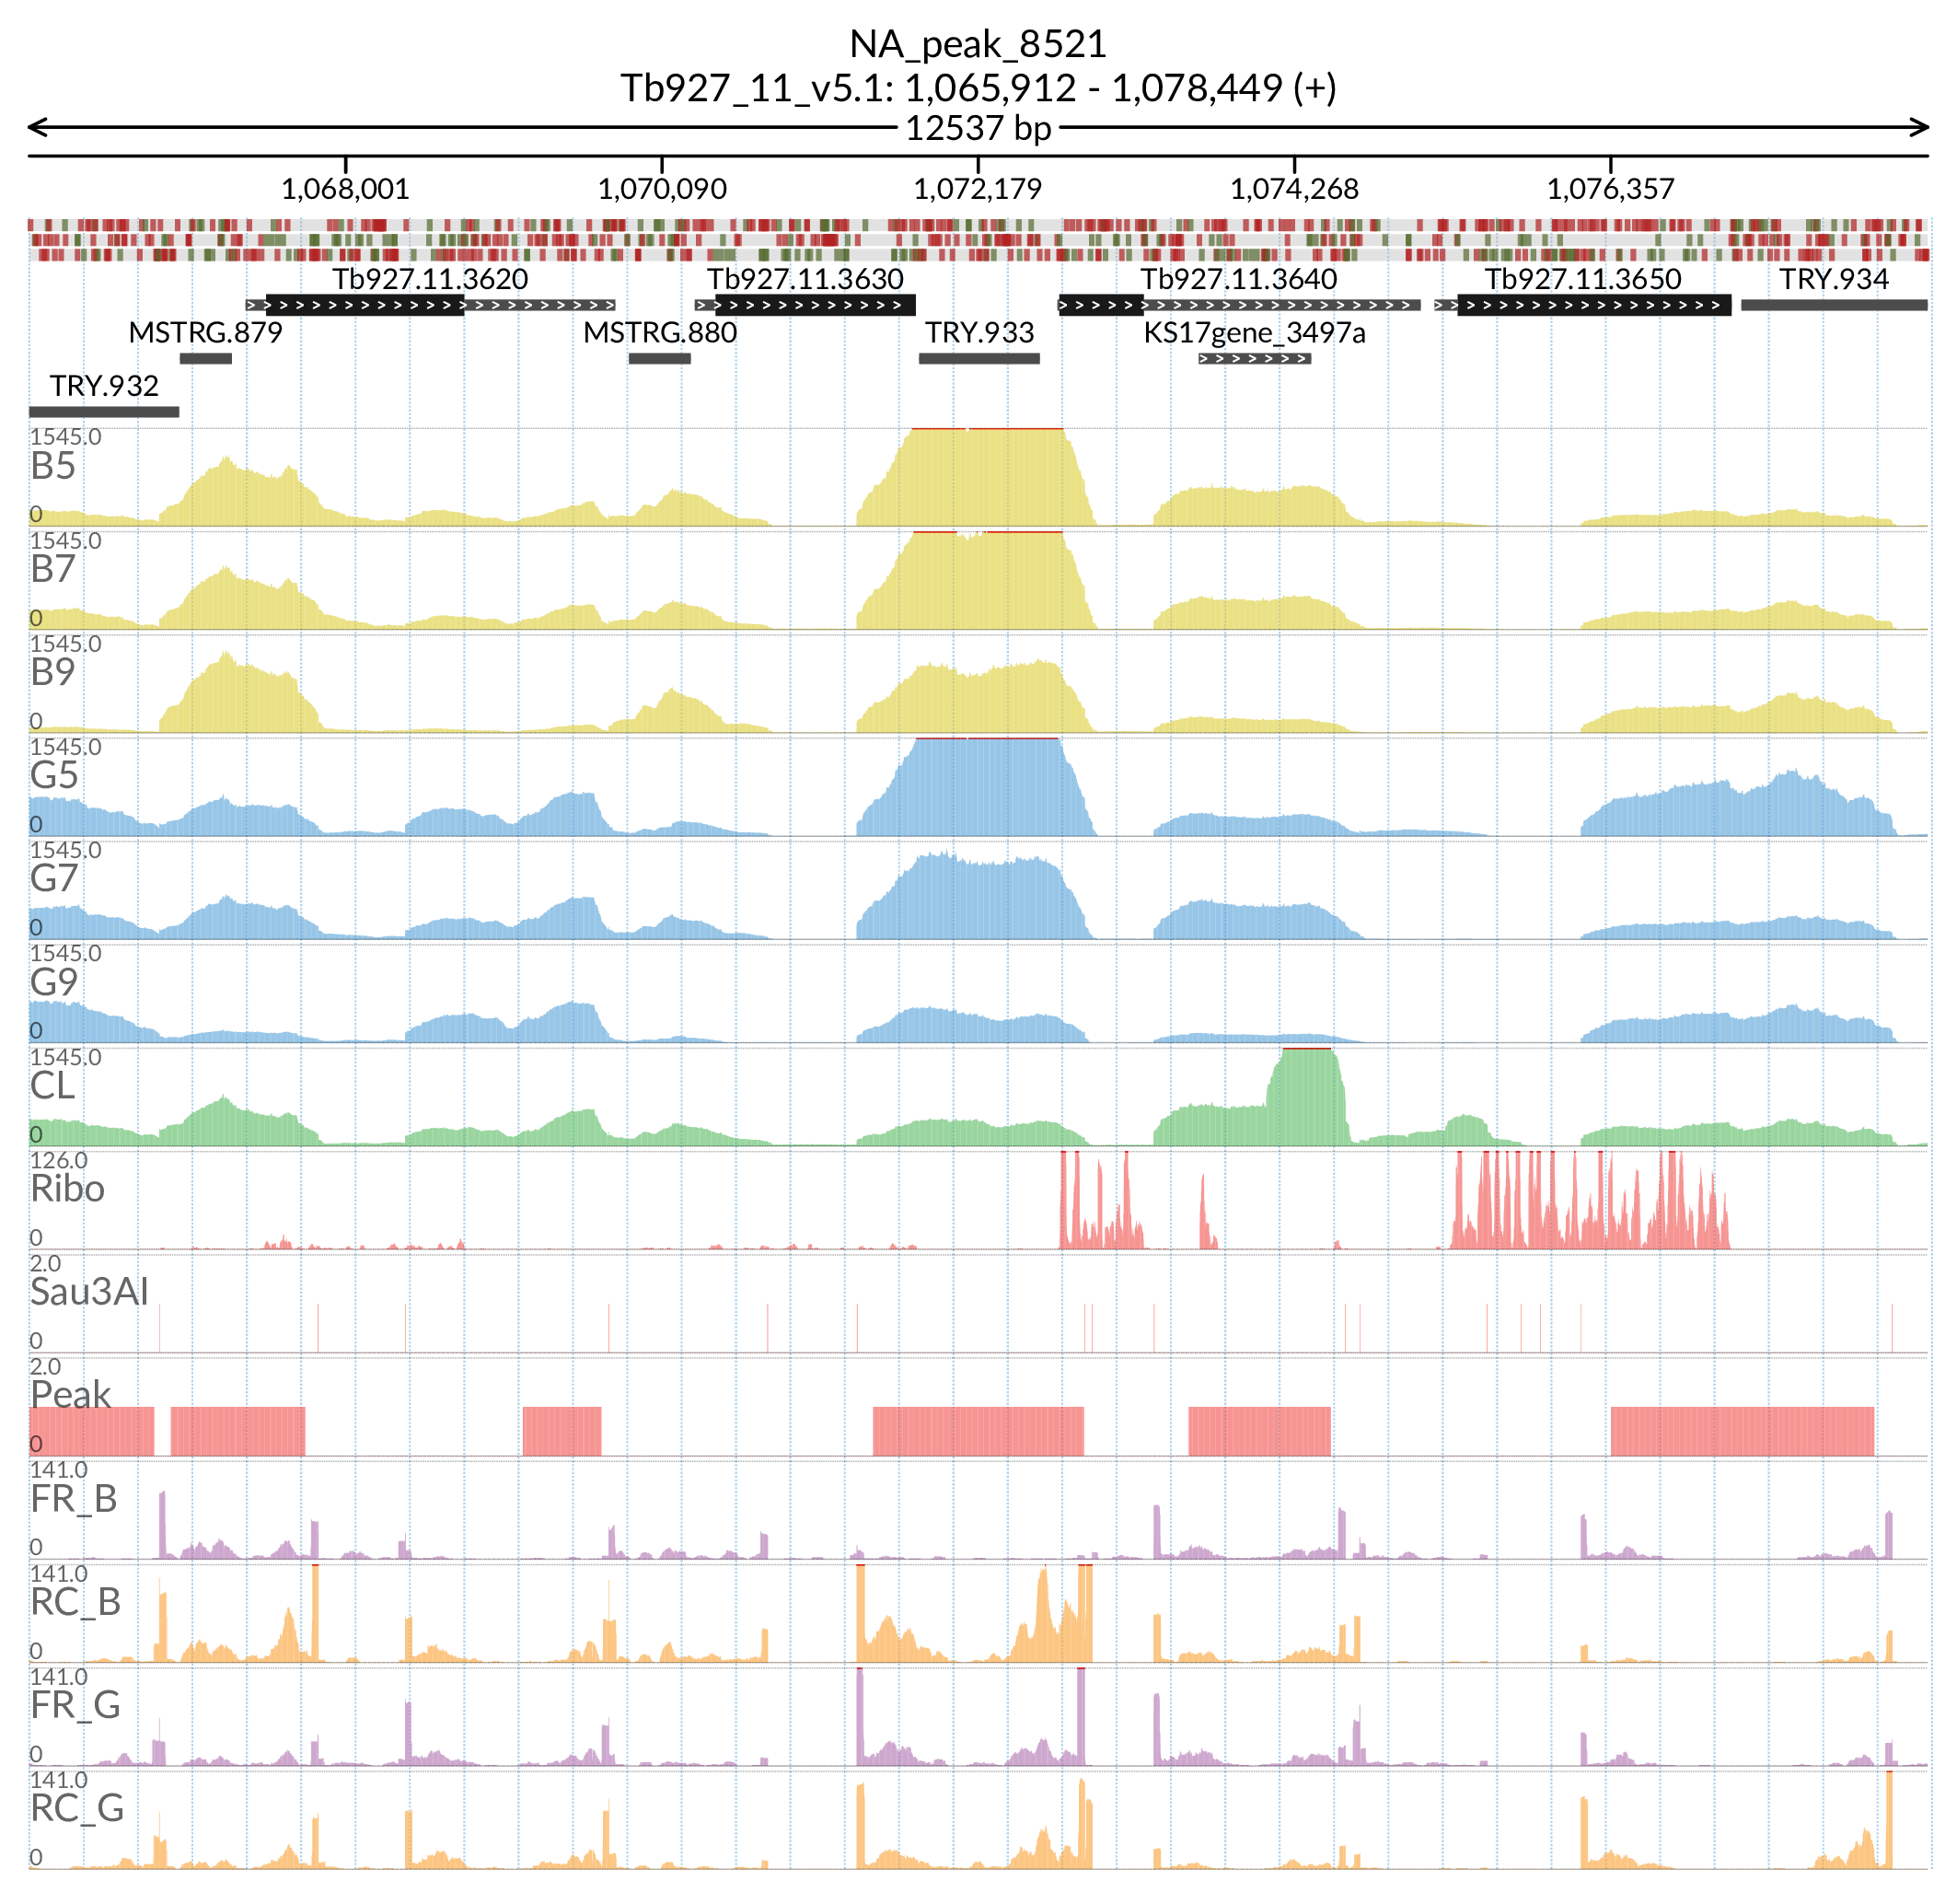 NA_peak_8521
Tb927_11_v5.1: 1,065,912 - 1,078,449 (+)
12537 bp
1,068,001 1,070,090 1,072,179 1,074,268 1,076,357
Tb927.11.3620 Tb927.11.3630 Tb927.11.3640 Tb927.11.3650 TRY.934
MSTRG.879 MSTRG.880 TRY.933 KS17gene_3497a
TRY.932
1545.0
B5
0
1545.0
B7
0
1545.0
B9
0
1545.0
G5
0
1545.0
G7
0
1545.0
G9
0
1545.0
CL
0
126.0
Ribo
0
2.0
Sau3AI
0
2.0
Peak
0
141.0
FR_B
0
141.0
RC_B
0
141.0
FR_G
0
141.0
RC_G
0